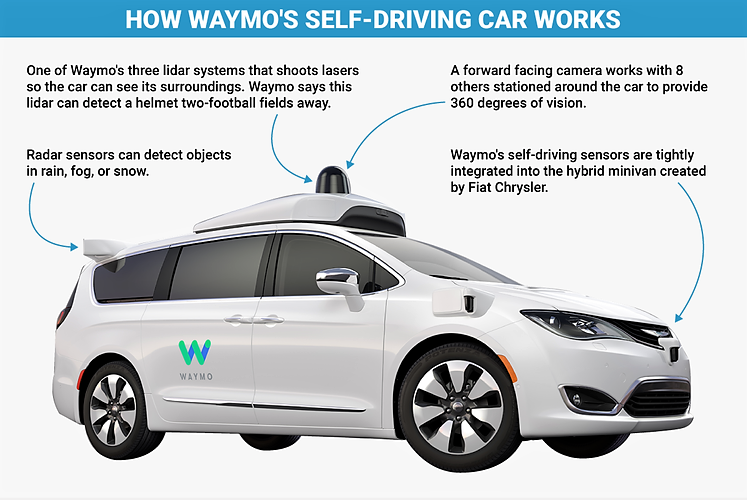 HOW WAYMO'S SELF-DRIVING CAR WORKS
One of Waymo's three lidar systems that shoots lasers
so the car can see its surroundings. Waymo says this
lidar can detect a helmet two-football fields away.
A forward facing camera works with 8
others stationed around the car to provide
360 degrees of vision.
Radar sensors can detect objects
in rain, fog, or snow.
Waymo's self-driving sensors are tightly
integrated into the hybrid minivan created
by Fiat Chrysler.
WAYMO